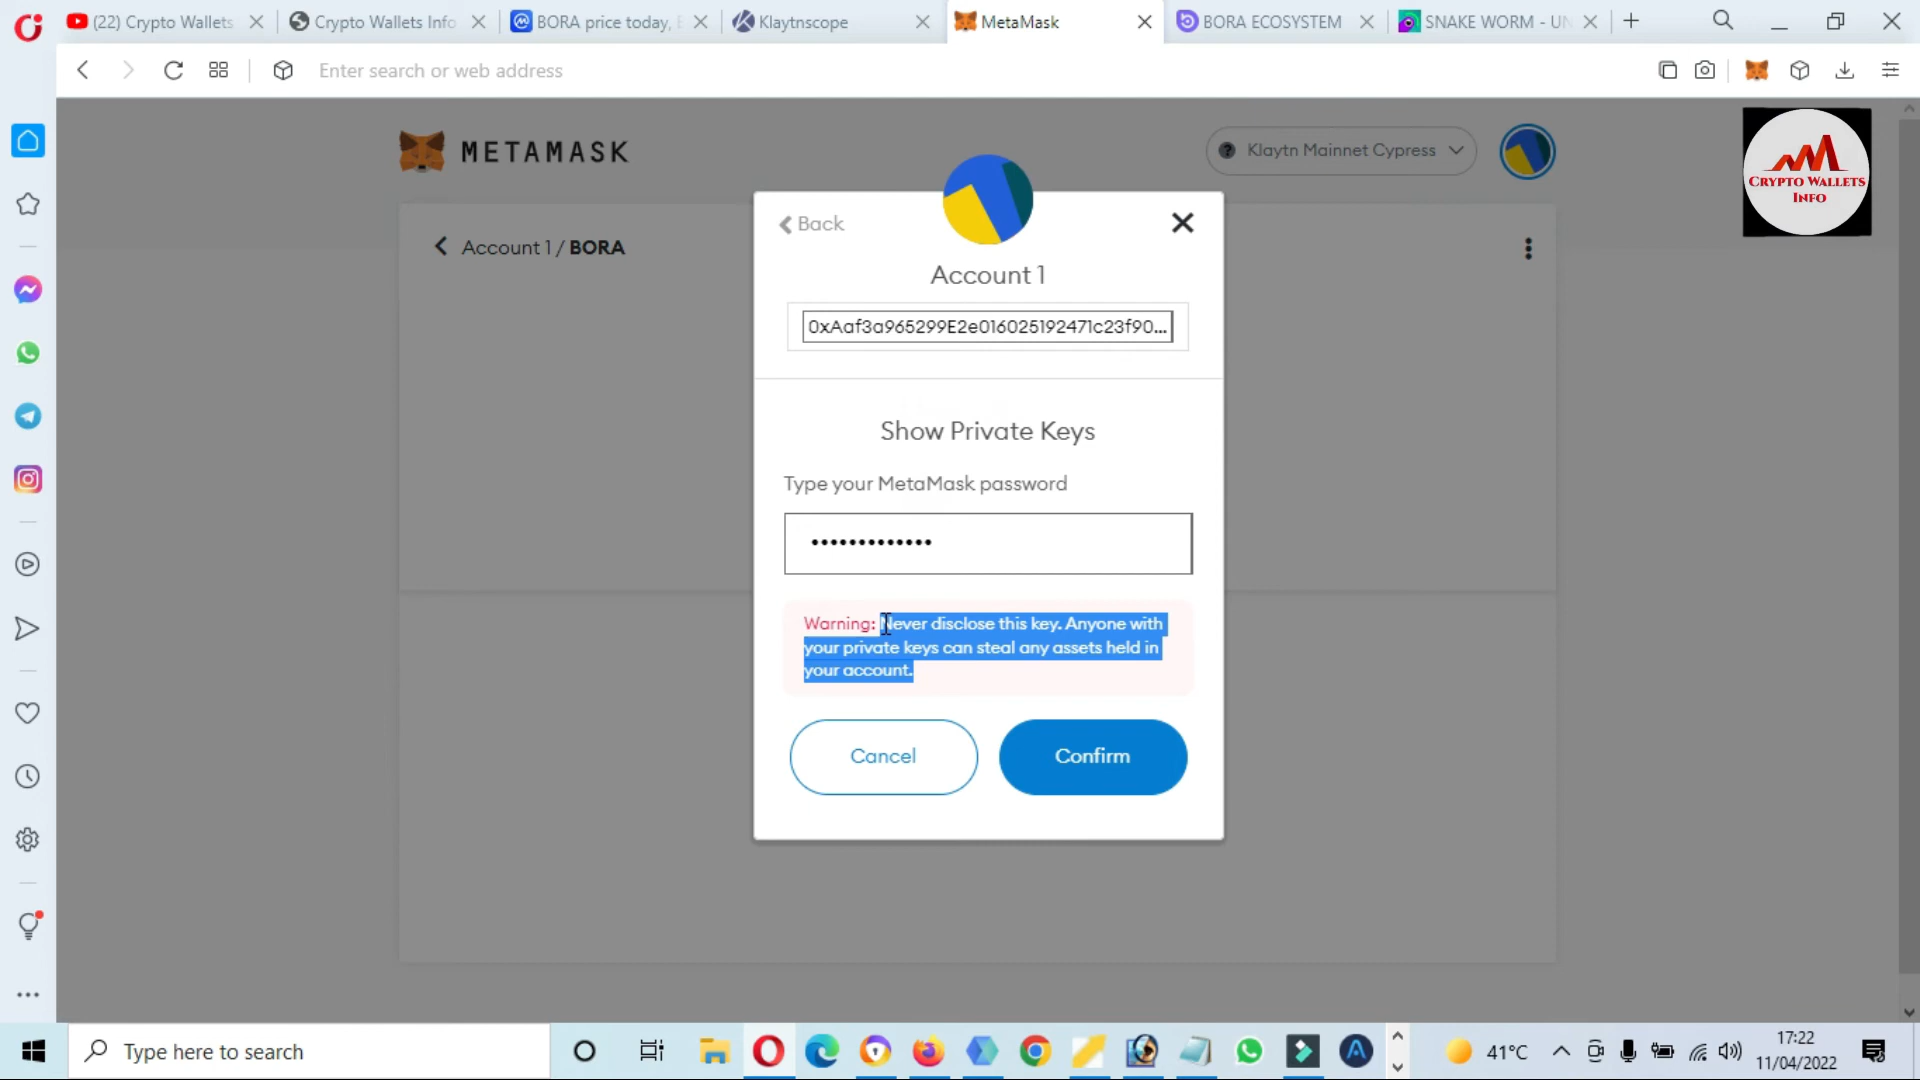 (22) Crypto Wallets
Crypto Wallets Info
BORA price today,
Klaytnscope
MetaMask
BORA ECOSYSTEM
SNAKE WORM - UN
Enter search or web address
METAMASK
Klaytn Mainnet Cypress
CRYPTO WALLETS
INFO
Back
Account 1 / BORA
Account 1
0xAaf3a965299E2e016025192471c23f90...
Show Private Keys
Type your MetaMask password
•••••••••••••
Warning: Never disclose this key. Anyone with
your private keys can steal any assets held in
your account.
Cancel
Confirm
Type here to search
41°C
17:22
11/04/2022